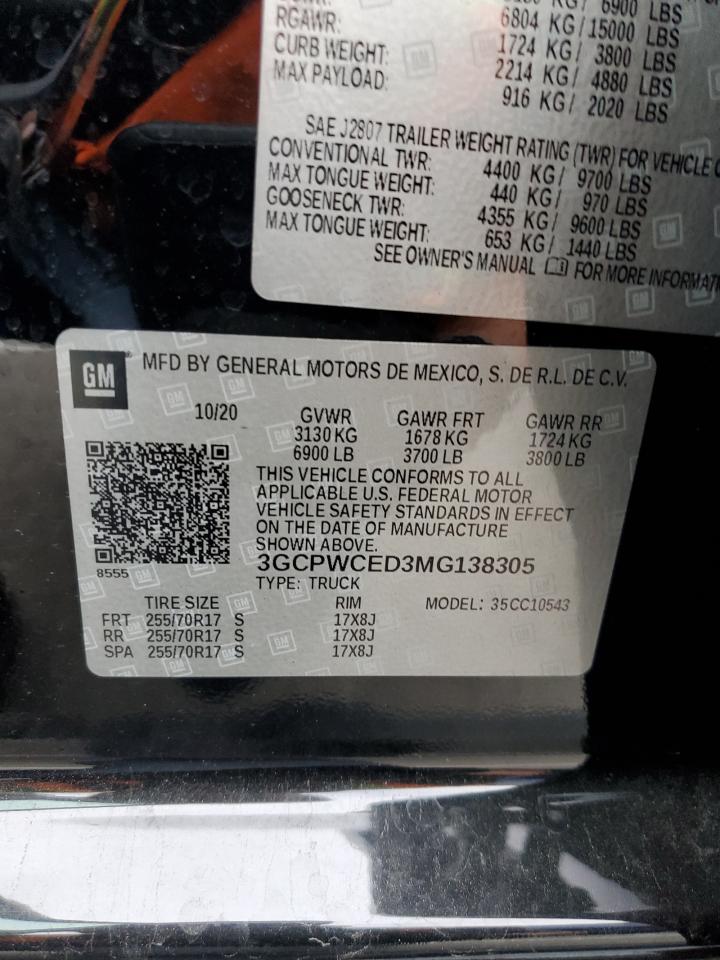 6900 LBS
RGAWR: 6804 KG/15000 LBS
CURB WEIGHT: 1724 KG/ 3800 LBS
MAX PAYLOAD: 2214 KG/ 4880 LBS
916 KG/ 2020 LBS
SAE J2807 TRAILER WEIGHT RATING (TWR) FOR VEHICLE
CONVENTIONAL TWR: 4400 KG/ 9700 LBS
MAX TONGUE WEIGHT: 440 KG/ 970 LBS
GOOSENECK TWR: 4355 KG/ 9600 LBS
MAX TONGUE WEIGHT: 653 KG/ 1440 LBS
SEE OWNER'S MANUAL FOR MORE INFORMATI
GM MFD BY GENERAL MOTORS DE MEXICO, S. DE R.L. DE C.V.
10/20 GVWR GAWR FRT GAWR RR
3130 KG 1678 KG 1724 KG
6900 LB 3700 LB 3800 LB
THIS VEHICLE CONFORMS TO ALL
APPLICABLE U.S. FEDERAL MOTOR
VEHICLE SAFETY STANDARDS IN EFFECT
ON THE DATE OF MANUFACTURE
SHOWN ABOVE.
8555 3GCPWCED3MG138305
TYPE: TRUCK
TIRE SIZE RIM MODEL: 35CC10543
FRT 255/70R17 S 17X8J
RR 255/70R17 S 17X8J
SPA 255/70R17 S 17X8J